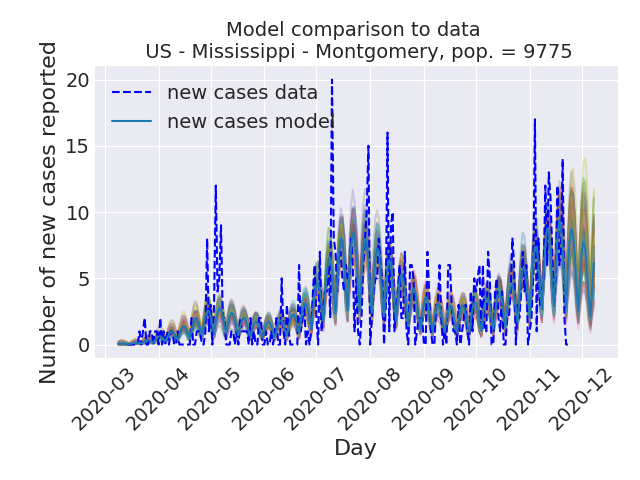 Model comparison to data
US - Mississippi - Montgomery, pop. = 9775
Number of new cases reported
20
15
10
5
0
new cases data
new cases model
2020-03
2020-04
2020-05
2020-06
2020-07
2020-08
2020-09
2020-10
2020-11
2020-12
Day